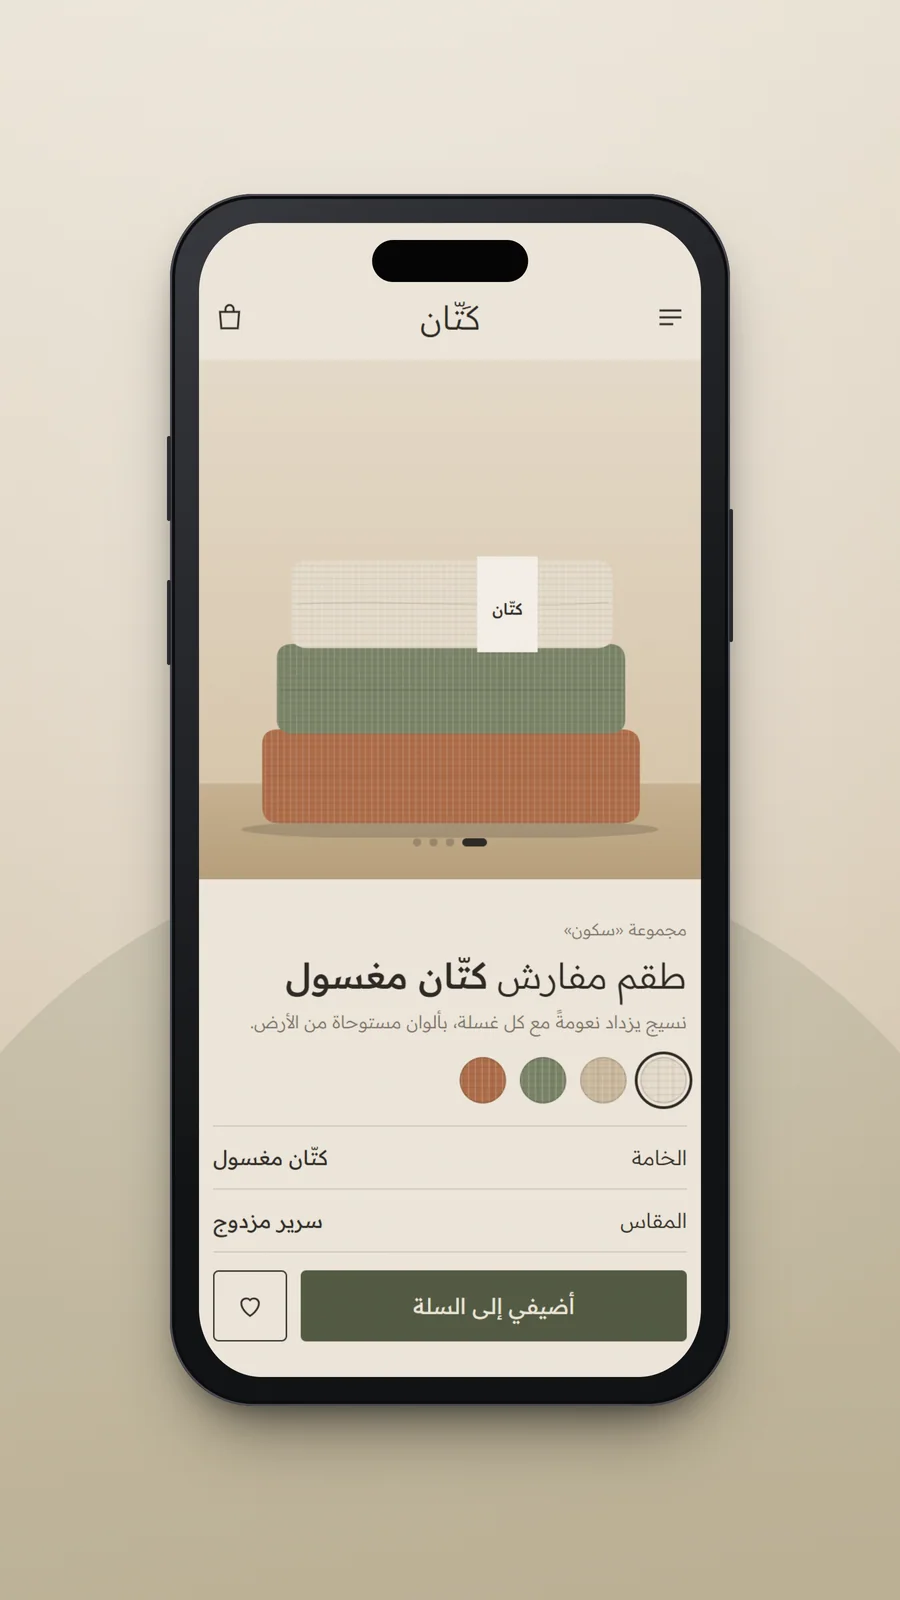 كَتّان
كتّان
مجموعة «سكون»
طقم مفارش كتّان مغسول
نسيج يزداد نعومةً مع كل غسلة، بألوان مستوحاة من الأرض.
الخامة كتّان مغسول
المقاس سرير مزدوج
أضيفي إلى السلة